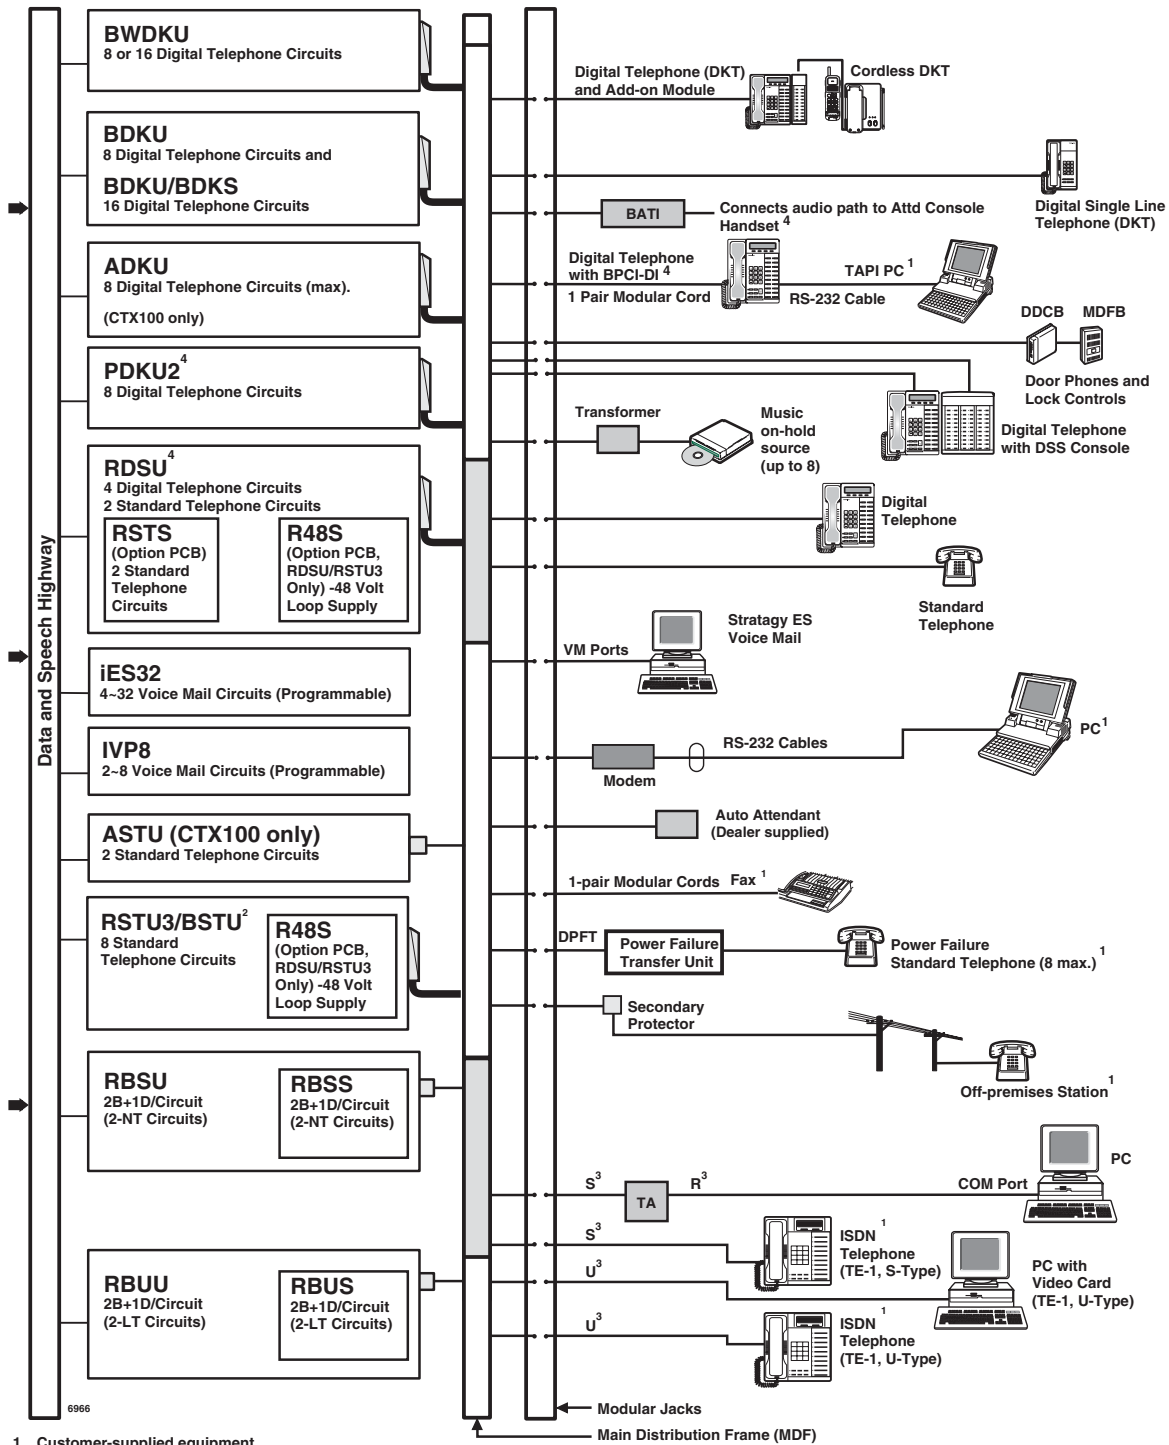 Data and Speech Highway
BWDKU
8 or 16 Digital Telephone Circuits
BDKU
8 Digital Telephone Circuits and
BDKU/BDKS
16 Digital Telephone Circuits
ADKU
8 Digital Telephone Circuits (max).
(CTX100 only)
PDKU2 4
8 Digital Telephone Circuits
RDSU 4
4 Digital Telephone Circuits
2 Standard Telephone Circuits
RSTS
(Option PCB)
2 Standard
Telephone
Circuits
R48S
(Option PCB,
RDSU/RSTU3
Only) -48 Volt
Loop Supply
iES32
4~32 Voice Mail Circuits (Programmable)
IVP8
2~8 Voice Mail Circuits (Programmable)
ASTU (CTX100 only)
2 Standard Telephone Circuits
RSTU3/BSTU 2
8 Standard
Telephone Circuits
R48S
(Option PCB,
RDSU/RSTU3
Only) -48 Volt
Loop Supply
RBSU
2B+1D/Circuit
(2-NT Circuits)
RBSS
2B+1D/Circuit
(2-NT Circuits)
RBUU
2B+1D/Circuit
(2-LT Circuits)
RBUS
2B+1D/Circuit
(2-LT Circuits)
6966
Digital Telephone (DKT)
and Add-on Module
Cordless DKT
Digital Single Line
Telephone (DKT)
BATI
Connects audio path to Attd Console
Handset 4
Digital Telephone
with BPCI-DI 4
1 Pair Modular Cord
RS-232 Cable
TAPI PC 1
DDCB
MDFB
Door Phones and
Lock Controls
Digital Telephone
with DSS Console
Transformer
Music
on-hold
source
(up to 8)
Digital
Telephone
Standard
Telephone
VM Ports
Stratagy ES
Voice Mail
Modem
RS-232 Cables
PC 1
Auto Attendant
(Dealer supplied)
1-pair Modular Cords
Fax 1
DPFT
Power Failure
Transfer Unit
Power Failure
Standard Telephone (8 max.) 1
Secondary
Protector
Off-premises Station 1
S 3
TA
R 3
COM Port
PC
S 3
ISDN 1
Telephone
(TE-1, S-Type)
U 3
PC with
Video Card
(TE-1, U-Type)
U 3
ISDN 1
Telephone
(TE-1, U-Type)
Modular Jacks
Main Distribution Frame (MDF)
1 Customer-supplied equipment